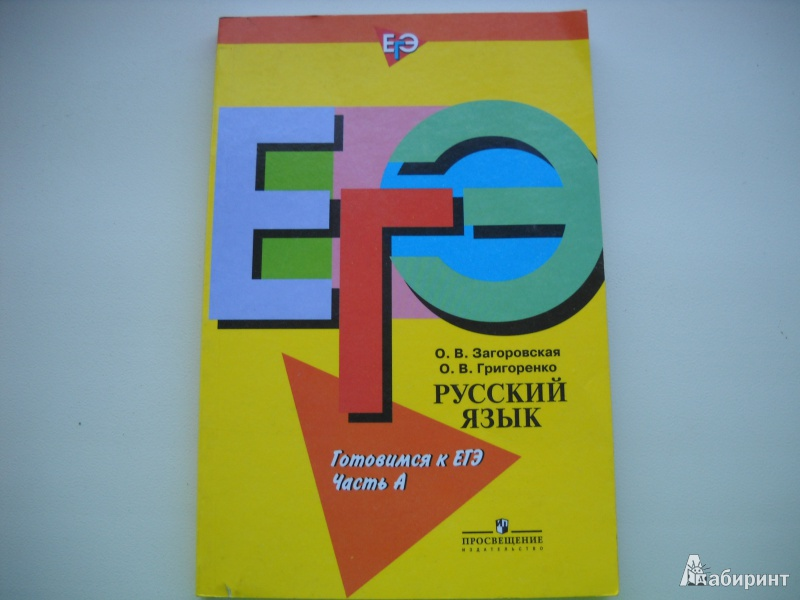 ЕГЭ
ЕГЭ
О. В. Загоровская
О. В. Григоренко
РУССКИЙ
ЯЗЫК
Готовимся к ЕГЭ
Часть А
ПРОСВЕЩЕНИЕ
ИЗДАТЕЛЬСТВО
Лабиринт